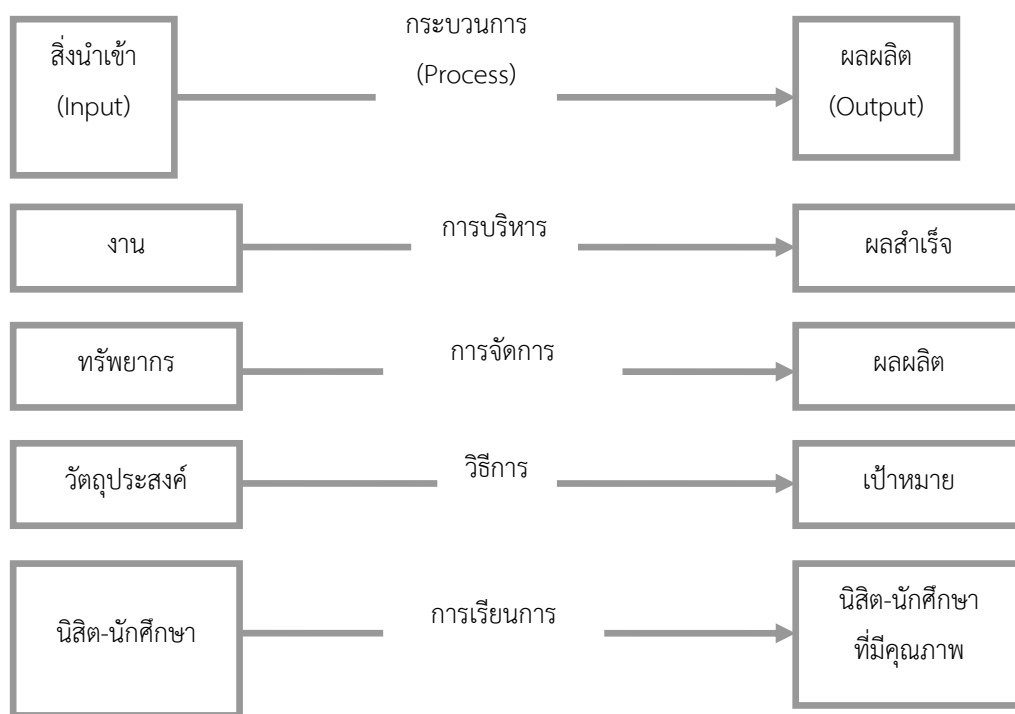 สิ่งนำเข้า
(Input)
กระบวนการ
(Process)
ผลผลิต
(Output)
งาน
การบริหาร
ผลสำเร็จ
ทรัพยากร
การจัดการ
ผลผลิต
วัตถุประสงค์
วิธีการ
เป้าหมาย
นิสิต-นักศึกษา
การเรียนการ
นิสิต-นักศึกษา
ที่มีคุณภาพ